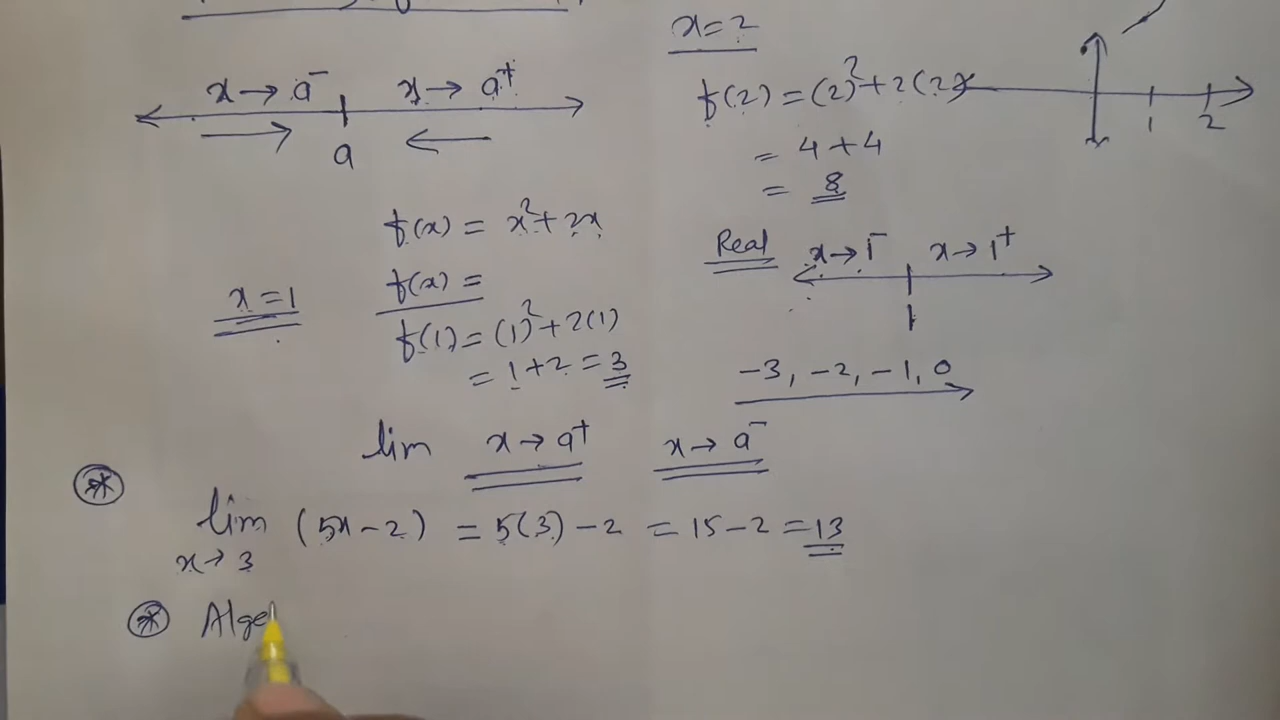 x → a⁻ x → a⁺
a
f(x) = x² + 2x
f(x) =
x = 1
f(1) = (1)² + 2(1)
= 1 + 2 = 3
x = 2
f(2) = (2)² + 2(2)
= 4 + 4
= 8
1 2
Real x → 1⁻ x → 1⁺
1
-3, -2, -1, 0
lim x → a⁺ x → a⁻
lim (5x - 2) = 5(3) - 2 = 15 - 2 = 13
x → 3
Alge